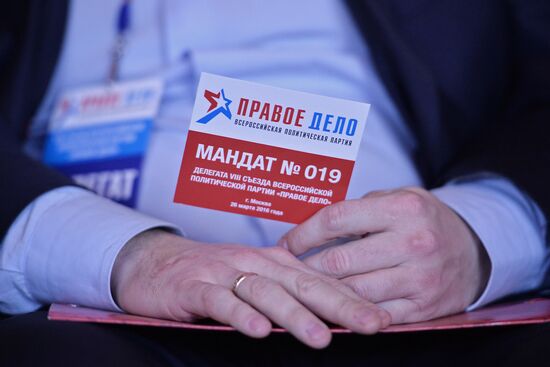 ПРАВОЕ ДЕЛО
ВСЕРОССИЙСКАЯ ПОЛИТИЧЕСКАЯ ПАРТИЯ
МАНДАТ № 019
ДЕЛЕГАТА VIII СЪЕЗДА ВСЕРОССИЙСКОЙ
ПОЛИТИЧЕСКОЙ ПАРТИИ «ПРАВОЕ ДЕЛО»
г. Москва
26 марта 2016 года